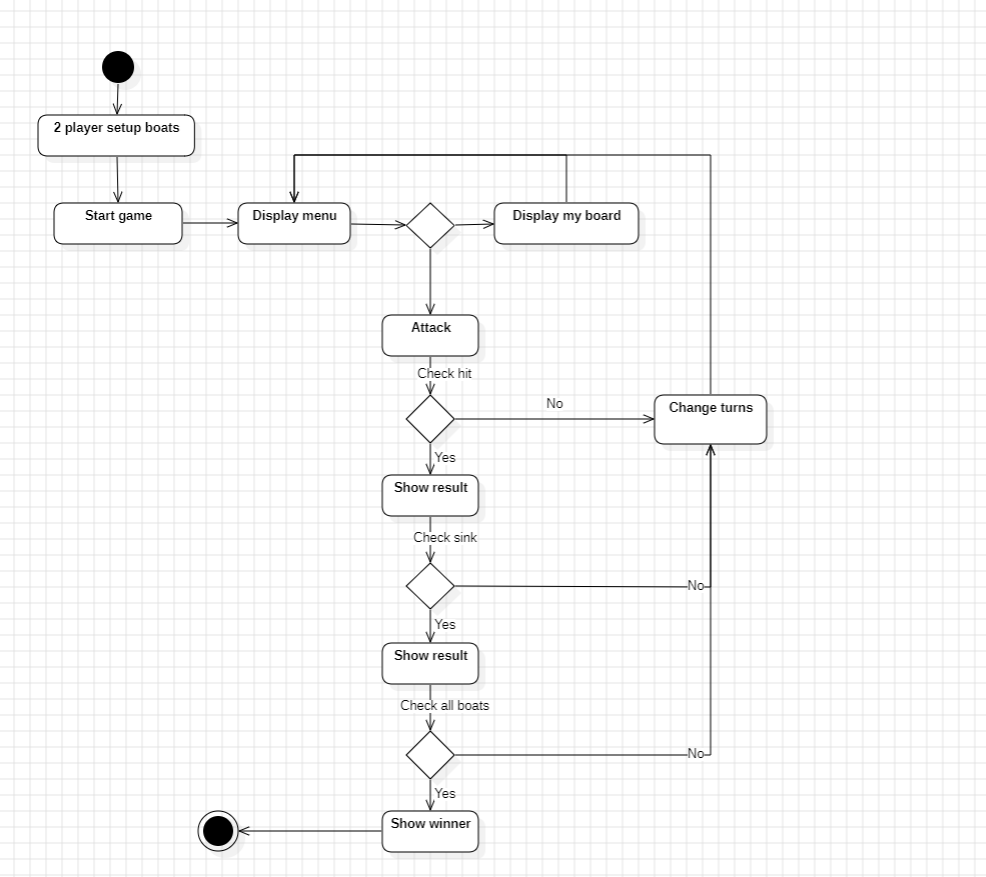 2 player setup boats
Start game
Display menu
Display my board
Attack
Check hit
No
Change turns
Yes
Show result
Check sink
No
Yes
Show result
Check all boats
No
Yes
Show winner